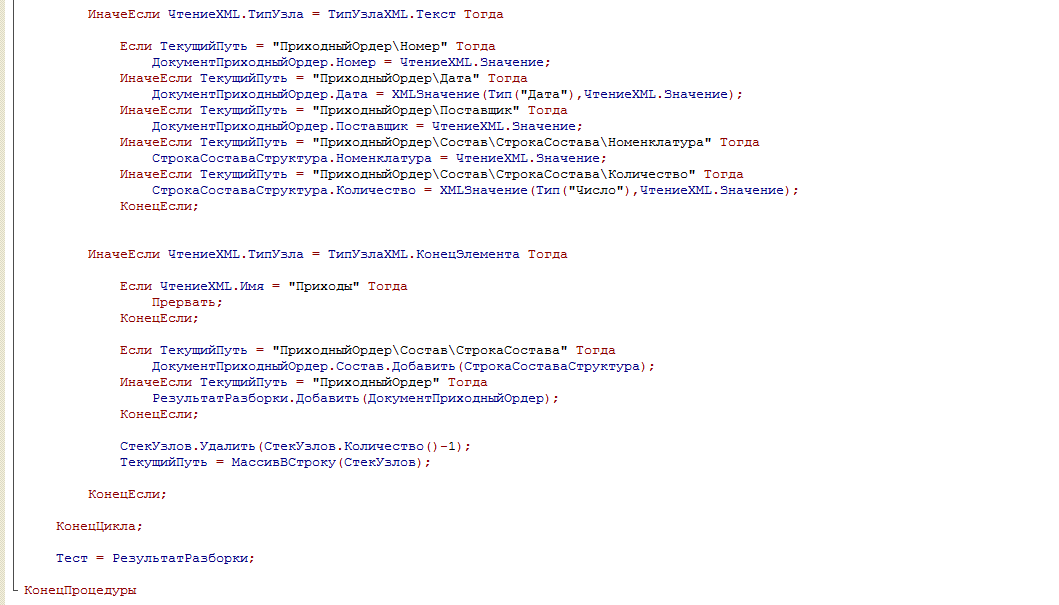 ИначеЕсли ЧтениеXML.ТипУзла = ТипУзлаXML.Текст Тогда
Если ТекущийПуть = "ПриходныйОрдер\Номер" Тогда
ДокументПриходныйОрдер.Номер = ЧтениеXML.Значение;
ИначеЕсли ТекущийПуть = "ПриходныйОрдер\Дата" Тогда
ДокументПриходныйОрдер.Дата = XMLЗначение(Тип("Дата"),ЧтениеXML.Значение);
ИначеЕсли ТекущийПуть = "ПриходныйОрдер\Поставщик" Тогда
ДокументПриходныйОрдер.Поставщик = ЧтениеXML.Значение;
ИначеЕсли ТекущийПуть = "ПриходныйОрдер\Состав\СтрокаСостава\Номенклатура" Тогда
СтрокаСоставаСтруктура.Номенклатура = ЧтениеXML.Значение;
ИначеЕсли ТекущийПуть = "ПриходныйОрдер\Состав\СтрокаСостава\Количество" Тогда
СтрокаСоставаСтруктура.Количество = XMLЗначение(Тип("Число"),ЧтениеXML.Значение);
КонецЕсли;
ИначеЕсли ЧтениеXML.ТипУзла = ТипУзлаXML.КонецЭлемента Тогда
Если ЧтениеXML.Имя = "Приходы" Тогда
Прервать;
КонецЕсли;
Если ТекущийПуть = "ПриходныйОрдер\Состав\СтрокаСостава" Тогда
ДокументПриходныйОрдер.Состав.Добавить(СтрокаСоставаСтруктура);
ИначеЕсли ТекущийПуть = "ПриходныйОрдер" Тогда
РезультатРазборки.Добавить(ДокументПриходныйОрдер);
КонецЕсли;
СтекУзлов.Удалить(СтекУзлов.Количество()-1);
ТекущийПуть = МассивВСтроку(СтекУзлов);
КонецЕсли;
КонецЦикла;
Тест = РезультатРазборки;
КонецПроцедуры